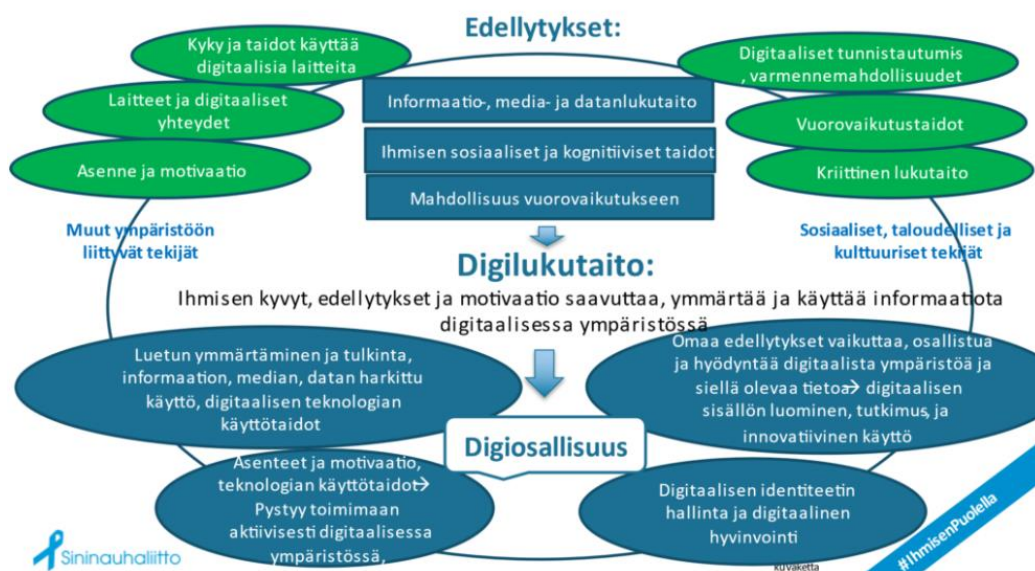 Edellytykset:
Kyky ja taidot käyttää
digitaalisia laitteita
Laitteet ja digitaaliset
yhteydet
Asenne ja motivaatio
Informaatio-, media- ja datanlukutaito
Ihmisen sosiaaliset ja kognitiiviset taidot
Mahdollisuus vuorovaikutukseen
Digitaaliset tunnistautumis
, varmennemahdollisuudet
Vuorovaikutustaidot
Kriittinen lukutaito
Muut ympäristöön
liittyvät tekijät
Sosiaaliset, taloudelliset ja
kulttuuriset tekijät
Digilukutaito:
Ihmisen kyvyt, edellytykset ja motivaatio saavuttaa, ymmärtää ja käyttää informaatiota
digitaalisessa ympäristössä
Luetun ymmärtäminen ja tulkinta,
informaation, median, datan harkittu
käyttö, digitaalisen teknologian
käyttötaidot
Omaa edellytykset vaikuttaa, osallistua
ja hyödyntää digitaalista ympäristöä ja
siellä olevaa tietoa→ digitaalisen
sisällön luominen, tutkimus, ja
innovatiivinen käyttö
Digiosallisuus
Asenteet ja motivaatio,
teknologian käyttötaidot→
Pystyy toimimaan
aktiivisesti digitaalisessa
ympäristössä,
Digitaalisen identiteetin
hallinta ja digitaalinen
hyvinvointi
Sininauhaliitto
kuvaketta
#IhmisenPuolella